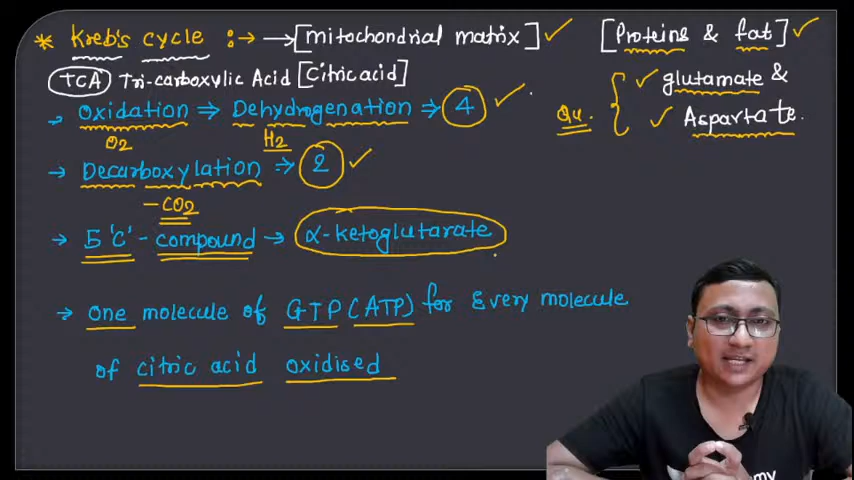 * Kreb's cycle :→ → [mitochondrial matrix] ✓ [Proteins & fat] ✓
TCA Tri-carboxylic Acid [Citric acid]
→ Oxidation ⇒ Dehydrogenation ⇒ 4 ✓
O2 H2
Qu. { ✓ glutamate &
✓ Aspartate.
→ Decarboxylation ⇒ 2 ✓
- CO2
→ 5 'C' - compound → α-ketoglutarate
→ One molecule of GTP (ATP) for Every molecule
of citric acid oxidised
my